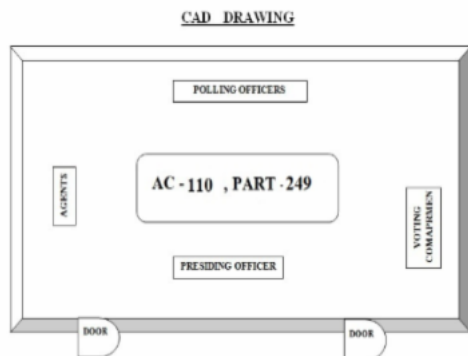 CAD DRAWING
POLLING OFFICERS
AGENTS
AC - 110 , PART - 249
VOTING
COMAPRMEN
PRESIDING OFFICER
DOOR
DOOR